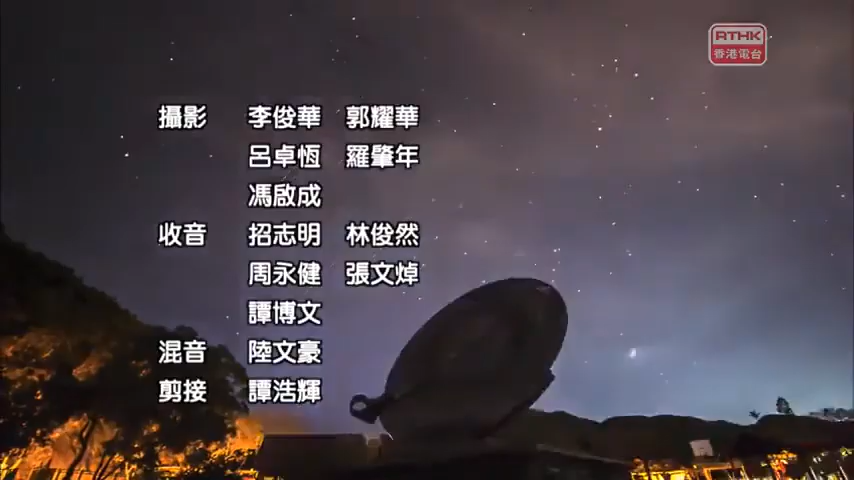 RTHK
香港電台
攝影 李俊華 郭耀華
呂卓恆 羅肇年
馮啟成
收音 招志明 林俊然
周永健 張文焯
譚博文
混音 陸文豪
剪接 譚浩輝